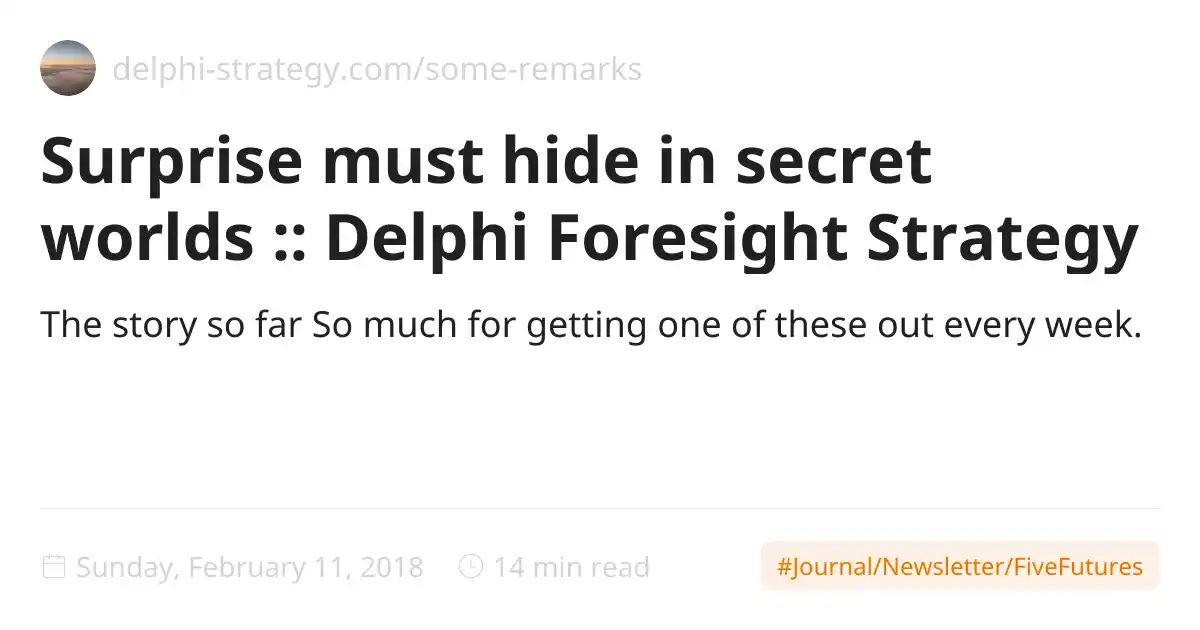 delphi-strategy.com/some-remarks
Surprise must hide in secret
worlds :: Delphi Foresight Strategy
The story so far So much for getting one of these out every week.
Sunday, February 11, 2018 14 min read #Journal/Newsletter/FiveFutures